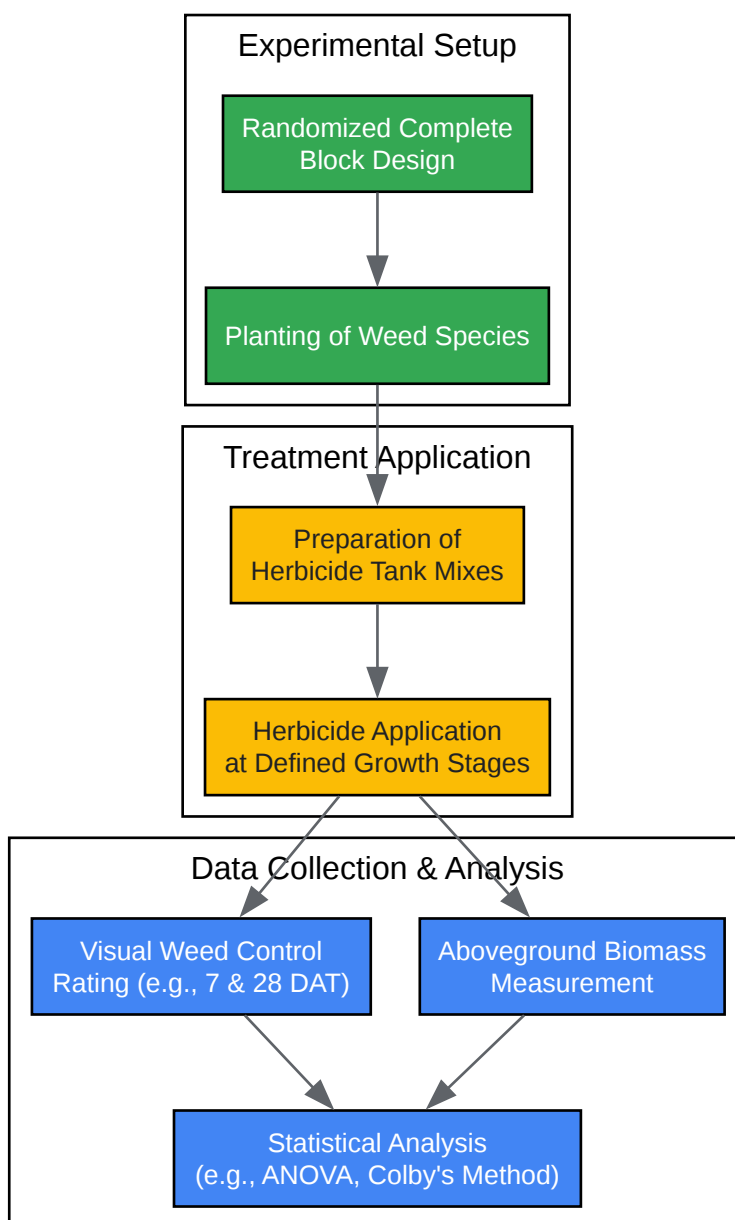 Experimental Setup
Randomized Complete
Block Design
Planting of Weed Species
Treatment Application
Preparation of
Herbicide Tank Mixes
Herbicide Application
at Defined Growth Stages
Data Collection & Analysis
Visual Weed Control
Rating (e.g., 7 & 28 DAT)
Aboveground Biomass
Measurement
Statistical Analysis
(e.g., ANOVA, Colby's Method)